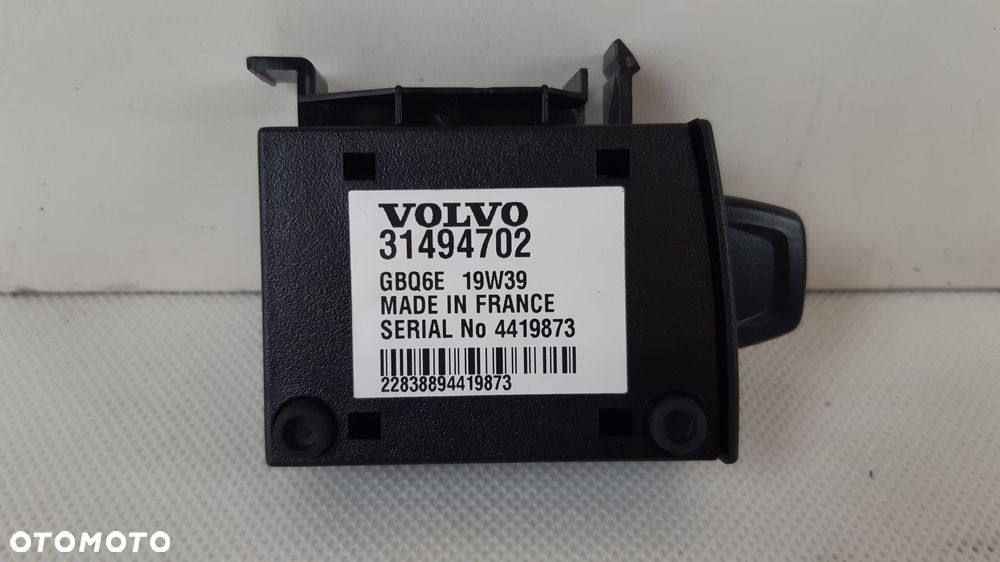 VOLVO
31494702
GBQ6E 19W39
MADE IN FRANCE
SERIAL No 4419873
22838894419873
OTOMOTO